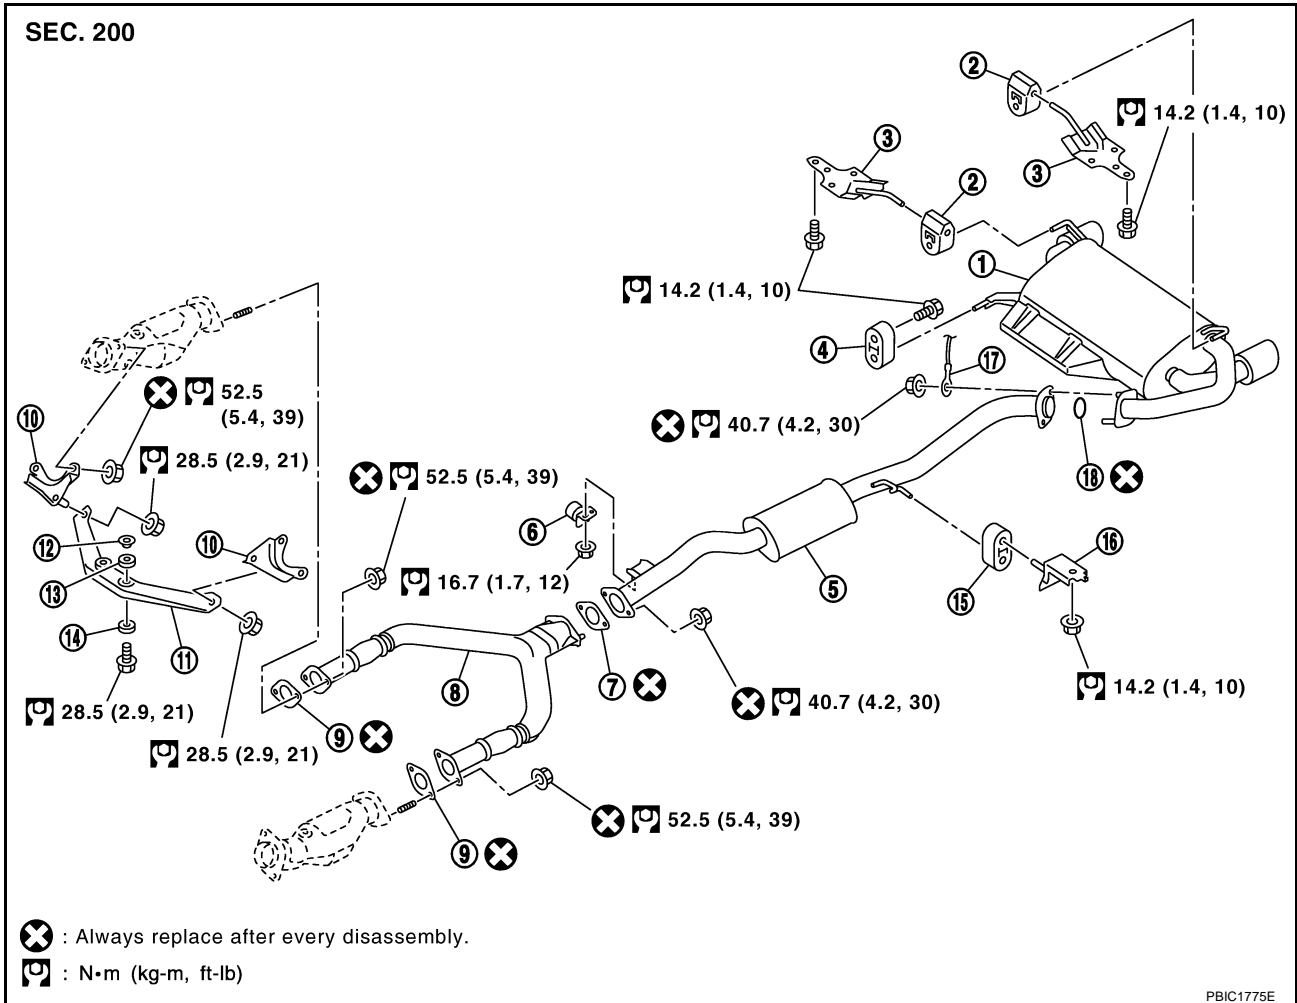 SEC. 200
2
14.2 (1.4, 10)
3
3
2
1
14.2 (1.4, 10)
4
17
52.5
(5.4, 39)
10
40.7 (4.2, 30)
28.5 (2.9, 21)
52.5 (5.4, 39)
18
6
12
10
16
13
16.7 (1.7, 12)
5
15
14
11
8
7
14.2 (1.4, 10)
40.7 (4.2, 30)
28.5 (2.9, 21)
9
28.5 (2.9, 21)
52.5 (5.4, 39)
9
: Always replace after every disassembly.
: N•m (kg-m, ft-lb)
PBIC1775E